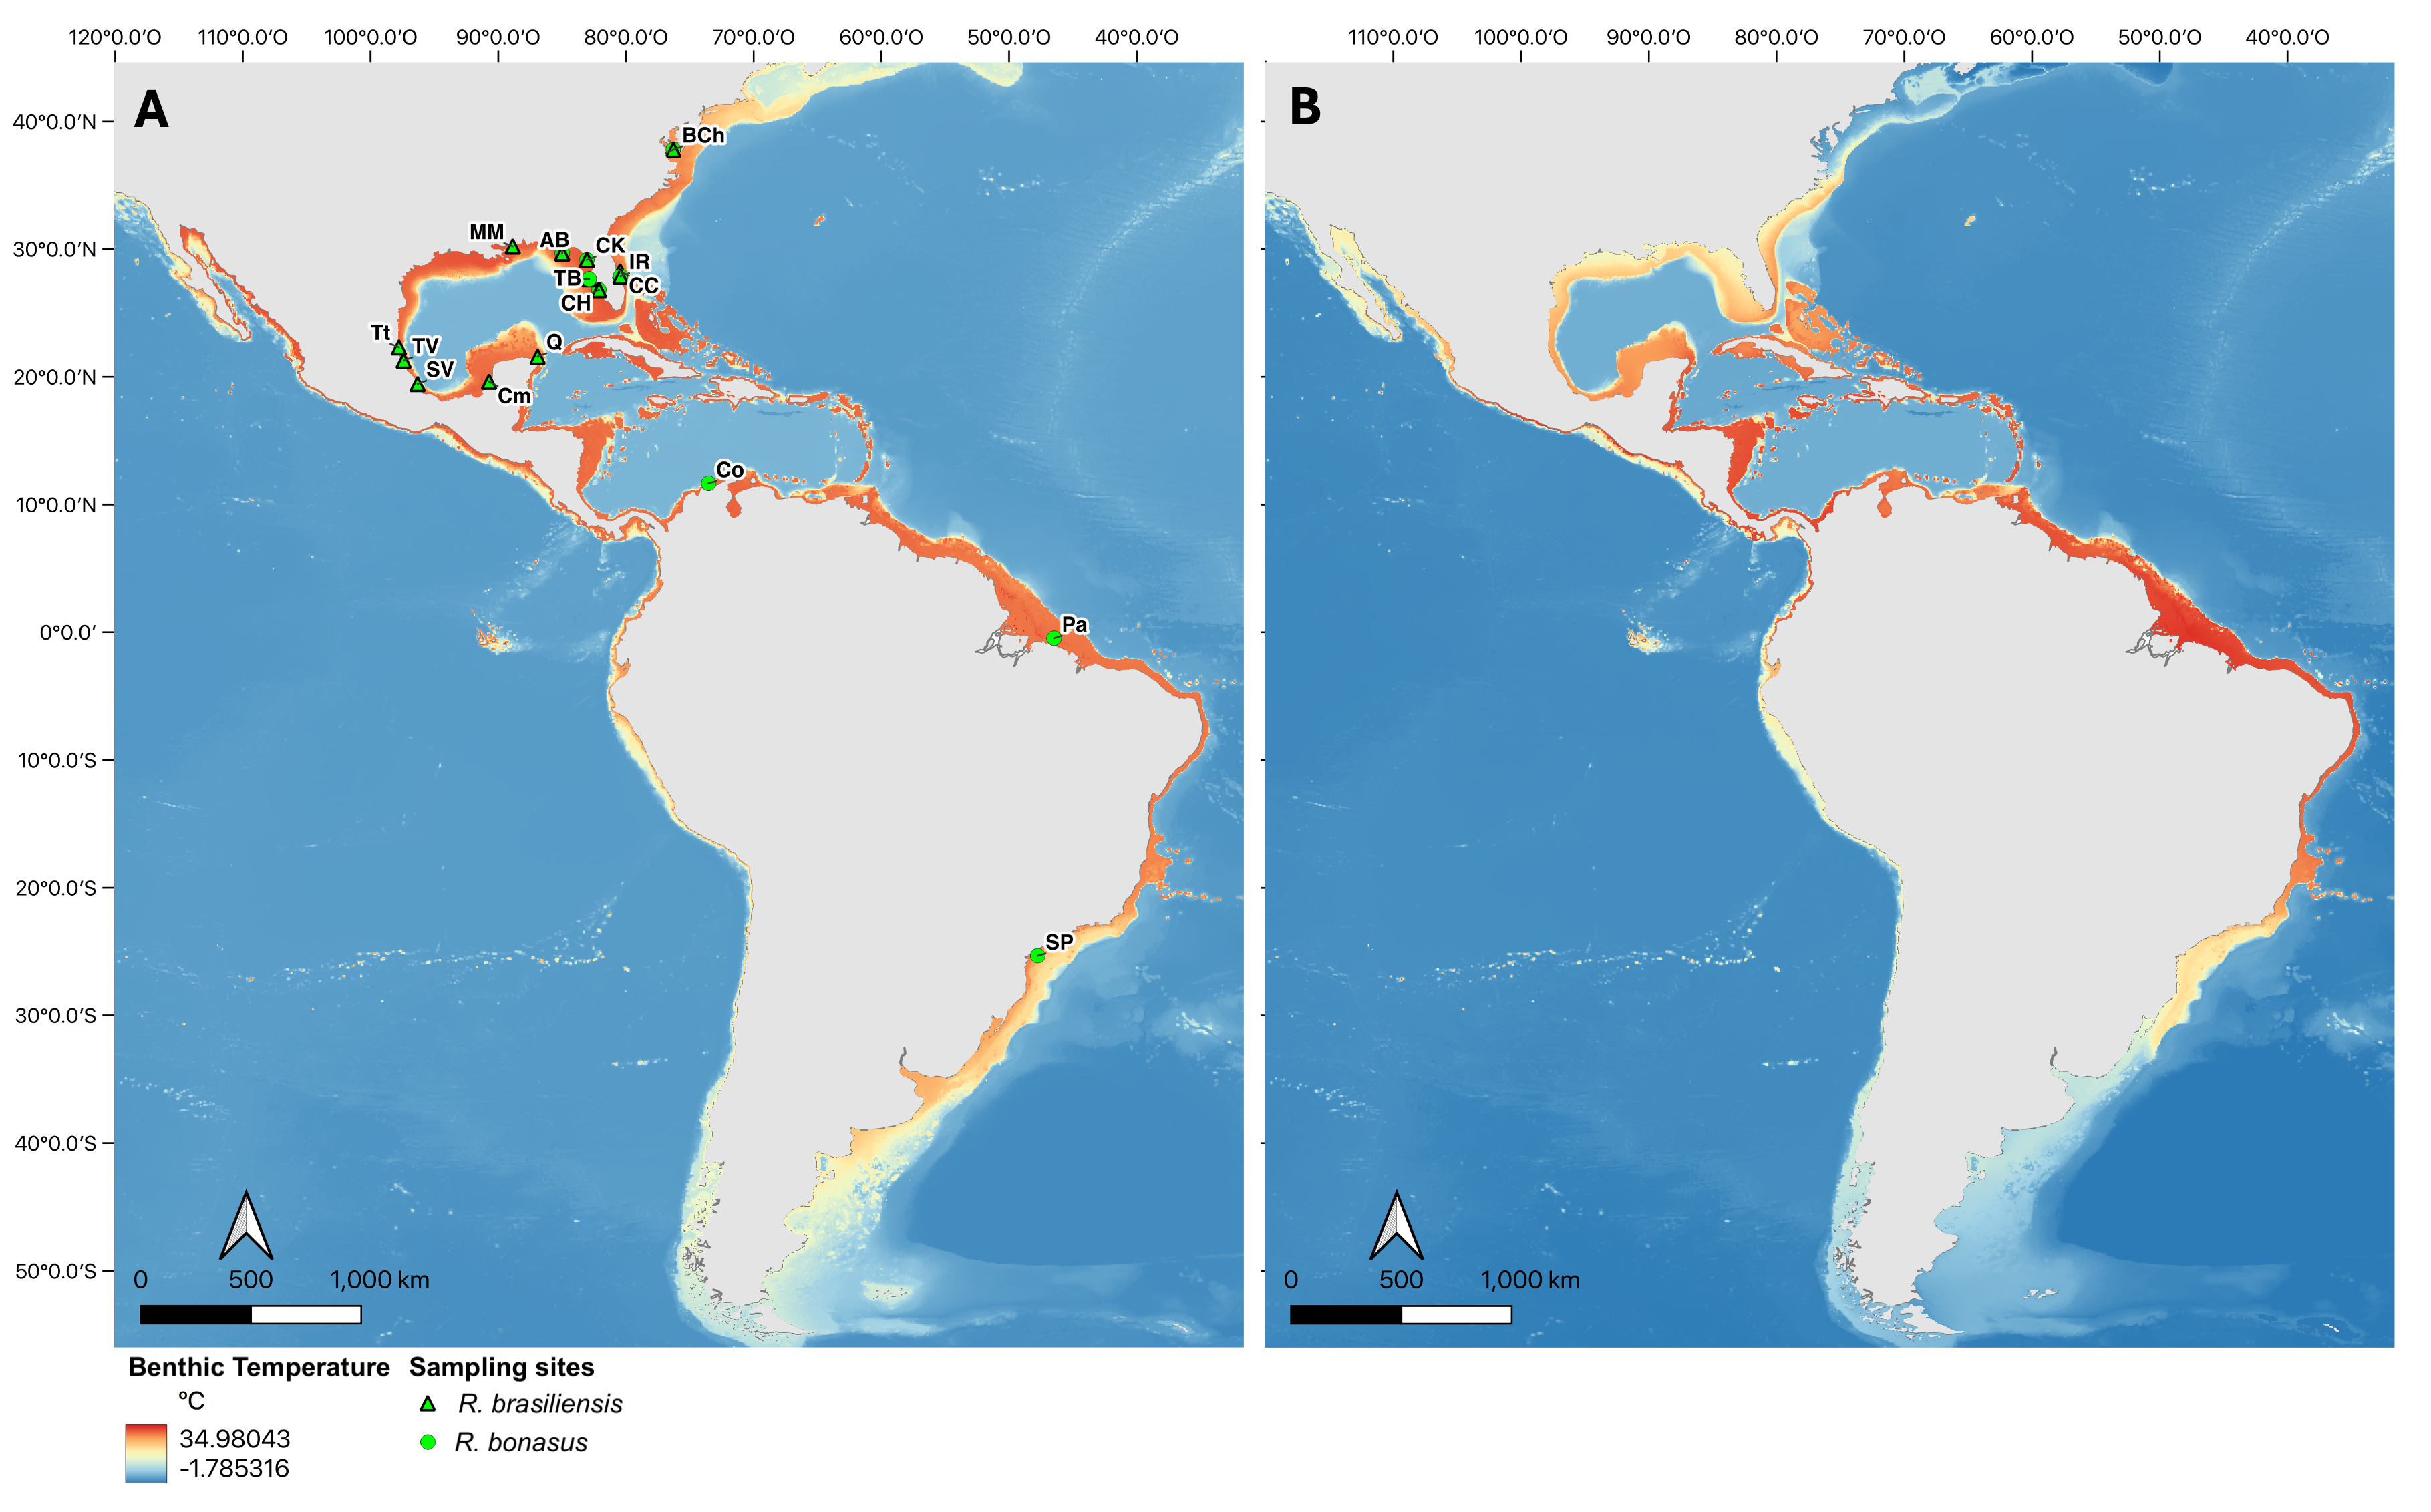 120°0.0′O 110°0.0′O 100°0.0′O 90°0.0′O 80°0.0′O 70°0.0′O 60°0.0′O 50°0.0′O 40°0.0′O
110°0.0′O 100°0.0′O 90°0.0′O 80°0.0′O 70°0.0′O 60°0.0′O 50°0.0′O 40°0.0′O
A
B
40°0.0′N
30°0.0′N
20°0.0′N
10°0.0′N
0°0.0′
10°0.0′S
20°0.0′S
30°0.0′S
40°0.0′S
50°0.0′S
BCh
MM
AB
CK
IR
TB
CC
CH
Tt
TV
Q
SV
Cm
Co
Pa
SP
0 500 1,000 km
0 500 1,000 km
Benthic Temperature
°C
34.98043
-1.785316
Sampling sites
R. brasiliensis
R. bonasus